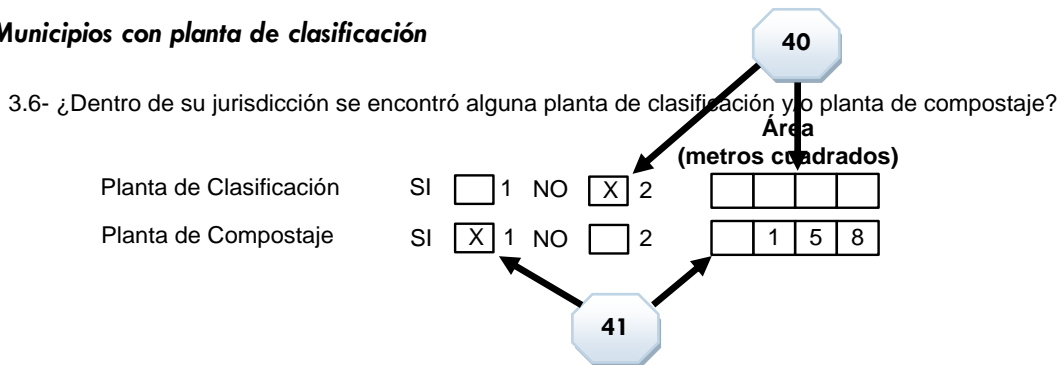 Municipios con planta de clasificación
40
3.6- ¿Dentro de su jurisdicción se encontró alguna planta de clasificación y/o planta de compostaje?
Área
(metros cuadrados)
Planta de Clasificación SI 1 NO X 2
Planta de Compostaje SI X 1 NO 2 1 5 8
41